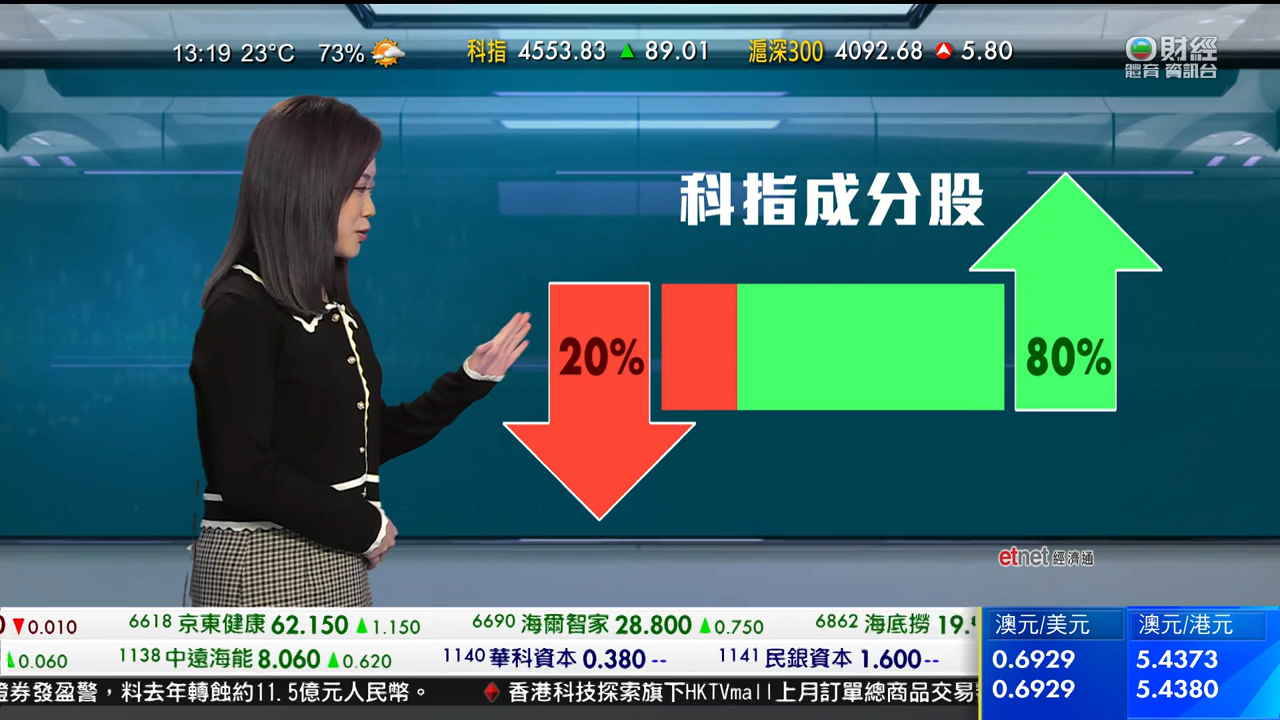 13:19 23°C 73% 科指 4553.83 ▲ 89.01 滬深300 4092.68 5.80
財經
體育 資訊台
科指成分股
20%
80%
etnet 經濟通
0.010 6618 京東健康 62.150 ▲1.150 6690 海爾智家 28.800 ▲0.750 6862 海底撈 19.
0.060 1138 中遠海能 8.060 ▲0.620 1140 華科資本 0.380 -- 1141 民銀資本 1.600 --
券發盈警，料去年轉蝕約11.5億元人民幣。 香港科技探索旗下HKTVmall上月訂單總商品交易
澳元/美元
0.6929
0.6929
澳元/港元
5.4373
5.4380